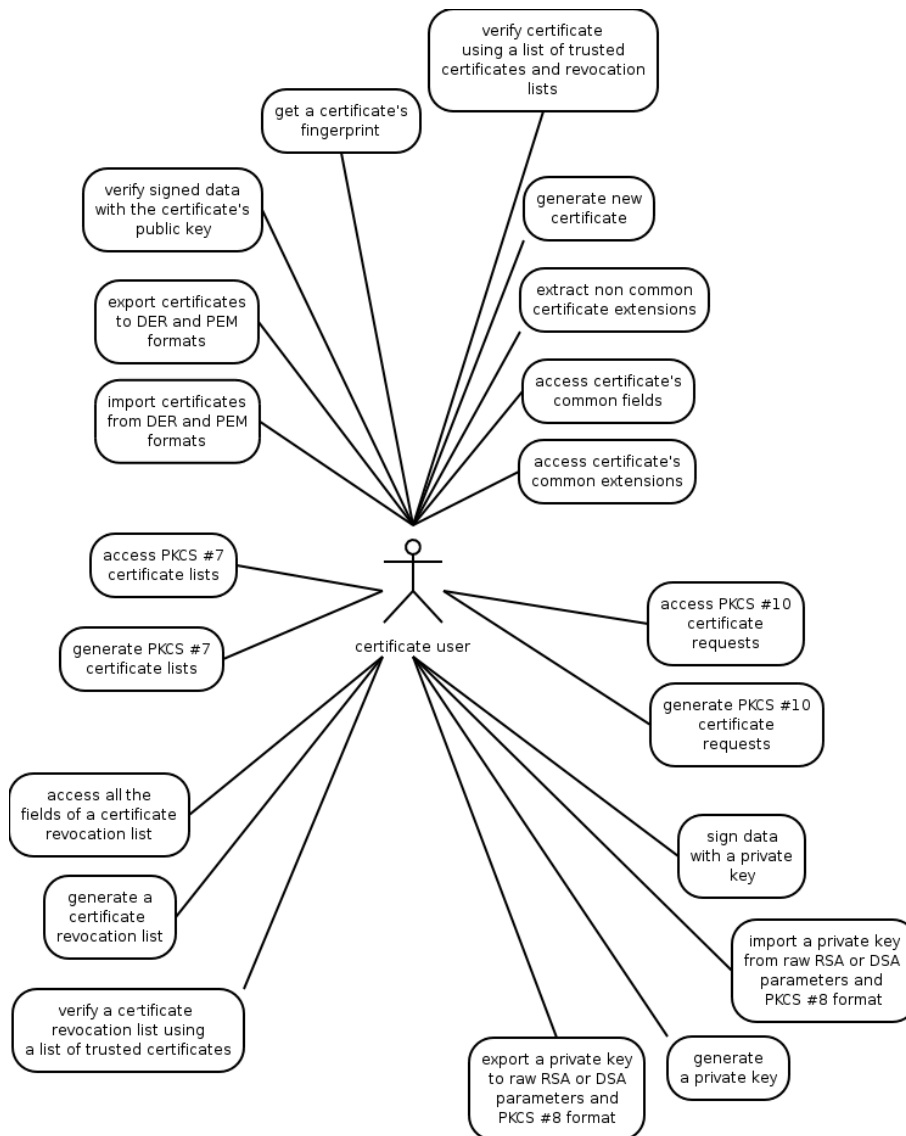 verify certificate
using a list of trusted
certificates and revocation
lists
get a certificate's
fingerprint
verify signed data
with the certificate's
public key
generate new
certificate
export certificates
to DER and PEM
formats
extract non common
certificate extensions
import certificates
from DER and PEM
formats
access certificate's
common fields
access certificate's
common extensions
access PKCS #7
certificate lists
generate PKCS #7
certificate lists
certificate user
access PKCS #10
certificate
requests
generate PKCS #10
certificate
requests
access all the
fields of a certificate
revocation list
generate a
certificate
revocation list
verify a certificate
revocation list using
a list of trusted certificates
sign data
with a private
key
import a private key
from raw RSA or DSA
parameters and
PKCS #8 format
export a private key
to raw RSA or DSA
parameters and
PKCS #8 format
generate
a private key